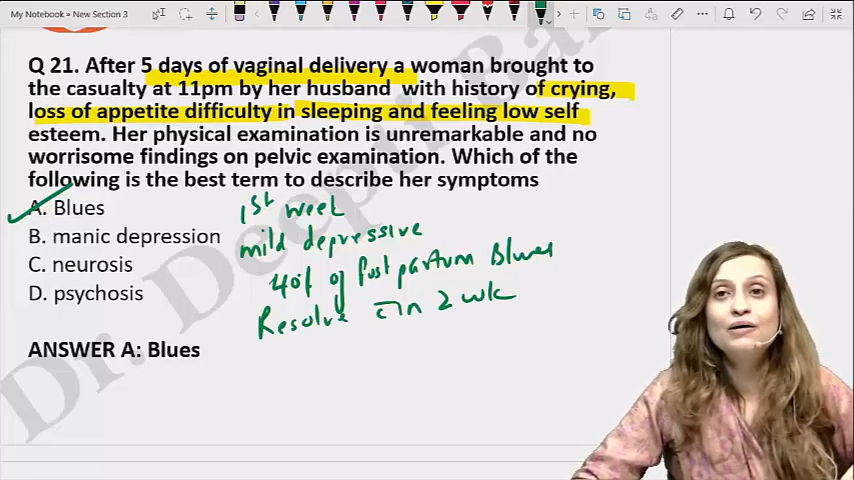 My Notebook » New Section 3
Q 21. After 5 days of vaginal delivery a woman brought to
the casualty at 11pm by her husband with history of crying,
loss of appetite difficulty in sleeping and feeling low self
esteem. Her physical examination is unremarkable and no
worrisome findings on pelvic examination. Which of the
following is the best term to describe her symptoms
A. Blues
B. manic depression
C. neurosis
D. psychosis
1st week
mild depressive
40% of Postpartum Blues
Resolve in 2 wk
ANSWER A: Blues
Dr. Deepti Bah